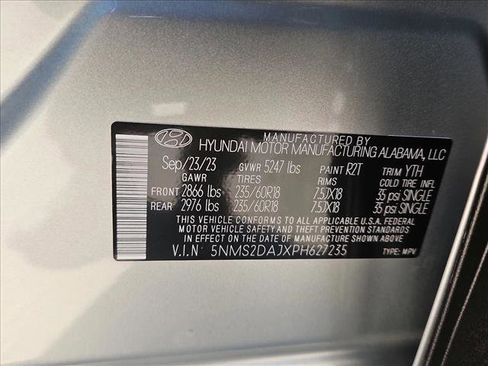 MANUFACTURED BY
HYUNDAI MOTOR MANUFACTURING ALABAMA, LLC
Sep/23/23 GVWR 5247 lbs PAINT R2T TRIM YTH
GAWR TIRES RIMS COLD TIRE INFL
FRONT 2866 lbs 235/60R18 7.5JX18 35 psi SINGLE
REAR 2976 lbs 235/60R18 7.5JX18 35 psi SINGLE
THIS VEHICLE CONFORMS TO ALL APPLICABLE U.S. FEDERAL
MOTOR VEHICLE SAFETY AND THEFT PREVENTION STANDARDS
IN EFFECT ON THE DATE OF MANUFACTURE SHOWN ABOVE.
V.I.N 5NMS2DAJXPH627235 TYPE: MPV